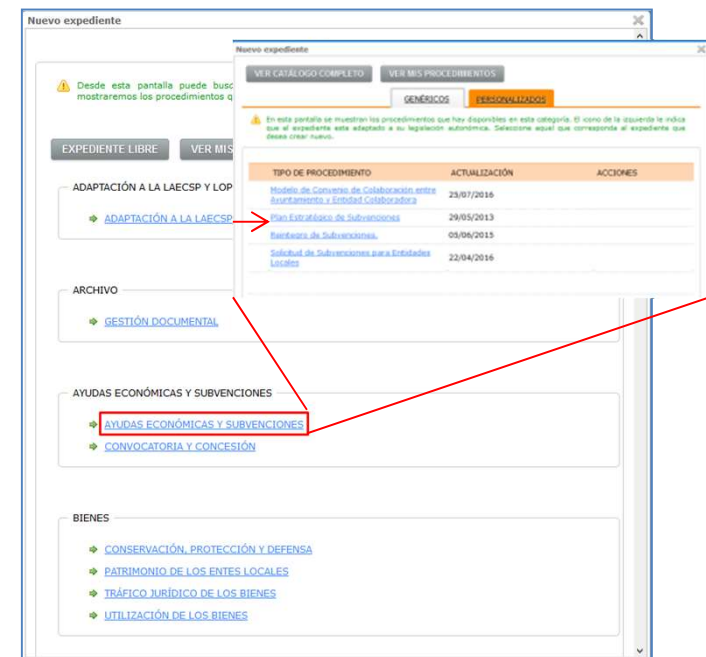 Nuevo expediente
Desde esta pantalla puede busc
mostraremos los procedimientos q
EXPEDIENTE LIBRE
VER MIS
ADAPTACIÓN A LA LAECSP Y LOP
ADAPTACIÓN A LA LAECSP
ARCHIVO
GESTIÓN DOCUMENTAL
AYUDAS ECONÓMICAS Y SUBVENCIONES
AYUDAS ECONÓMICAS Y SUBVENCIONES
CONVOCATORIA Y CONCESIÓN
BIENES
CONSERVACIÓN, PROTECCIÓN Y DEFENSA
PATRIMONIO DE LOS ENTES LOCALES
TRÁFICO JURÍDICO DE LOS BIENES
UTILIZACIÓN DE LOS BIENES
Nuevo expediente
VER CATÁLOGO COMPLETO
VER MIS PROCEDIMIENTOS
GENÉRICOS
PERSONALIZADOS
En esta pantalla se muestran los procedimientos que hay disponibles en esta categoría. El icono de la izquierda le indica
que el expediente esta adaptado a su legislación autonómica. Seleccione aquel que corresponda al expediente que
desea crear nuevo.
TIPO DE PROCEDIMIENTO ACTUALIZACIÓN ACCIONES
Modelo de Convenio de Colaboración entre
Ayuntamiento y Entidad Colaboradora 25/07/2016
Plan Estratégico de Subvenciones 29/05/2013
Reintegro de Subvenciones. 05/06/2015
Solicitud de Subvenciones para Entidades
Locales 22/04/2016